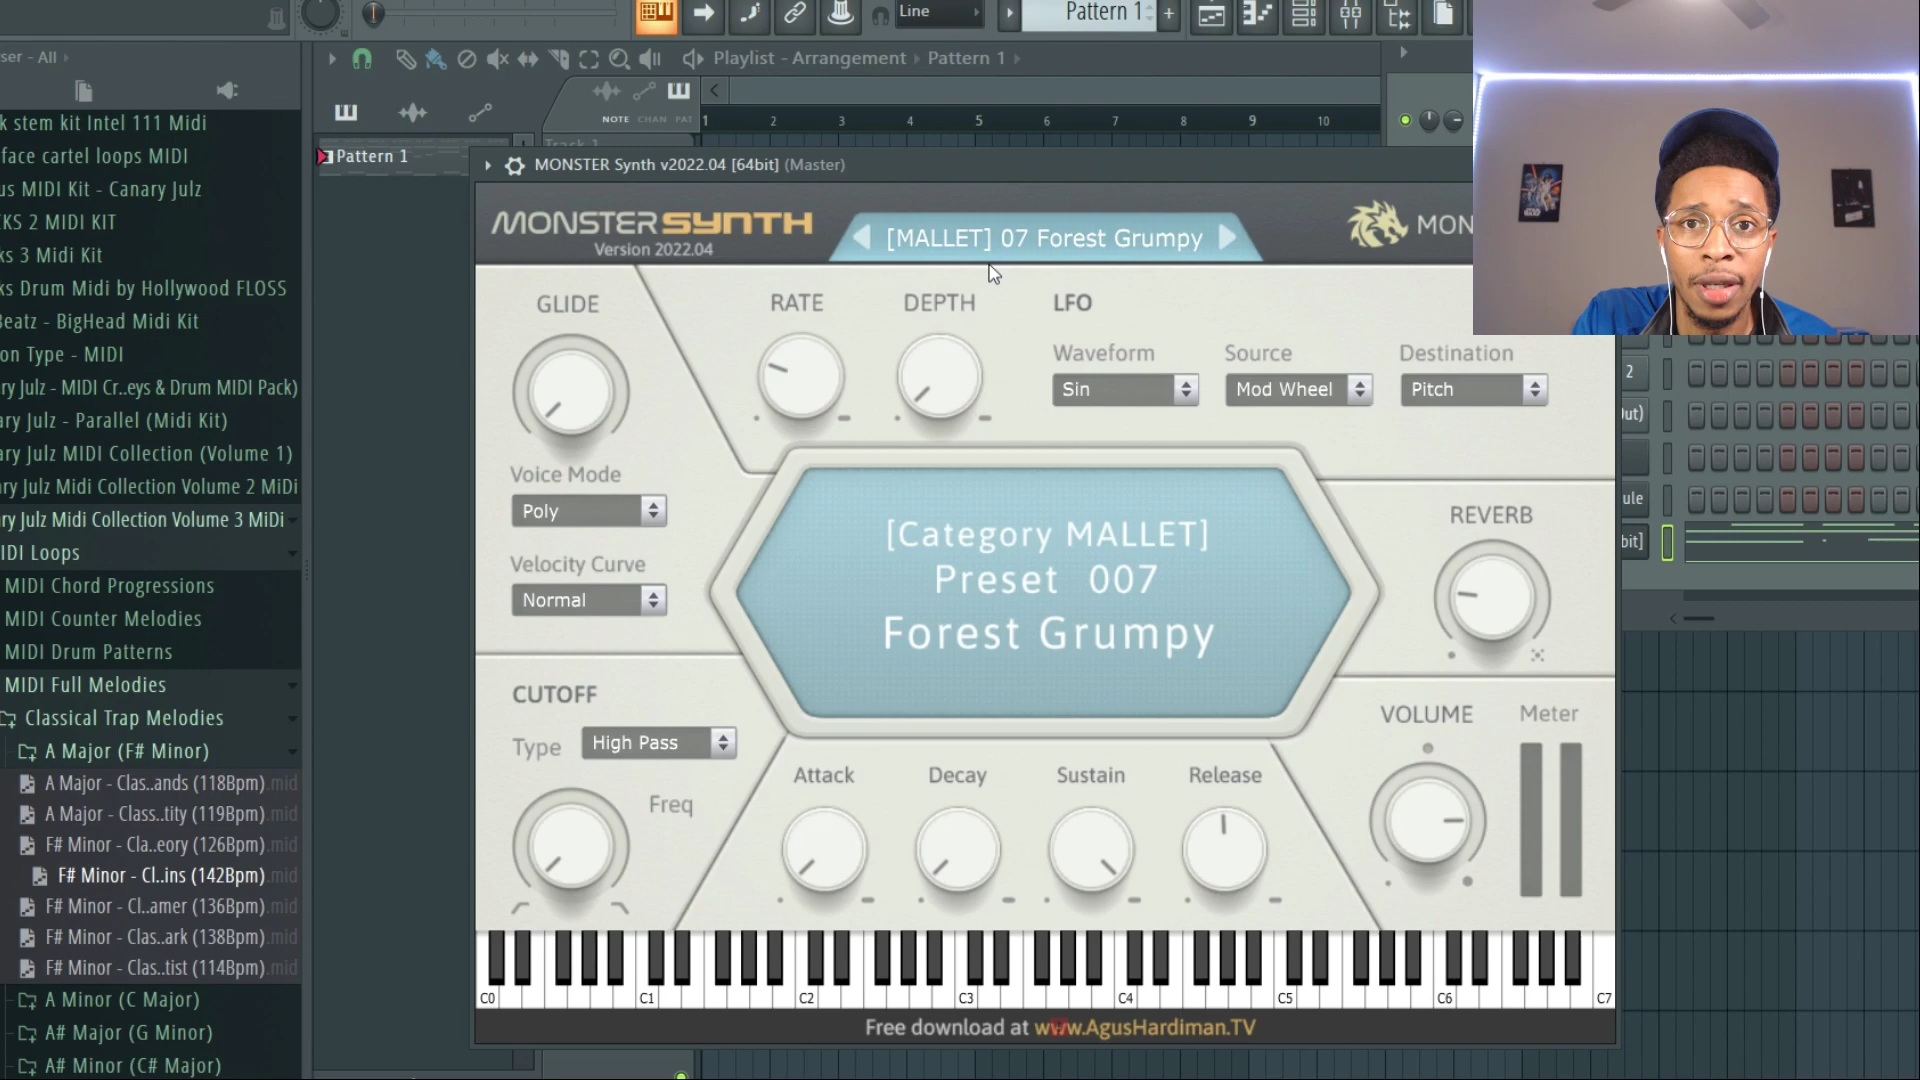 Line
Pattern 1
ser - All
Playlist - Arrangement
Pattern 1
NOTE CHAN PAT
1 2 3 4 5 6 7 8 9 10
Track 1
Pattern 1
k stem kit Intel 111 Midi
face cartel loops MIDI
us MIDI Kit - Canary Julz
KS 2 MIDI KIT
ks 3 Midi Kit
ks Drum Midi by Hollywood FLOSS
Beatz - BigHead Midi Kit
on Type - MIDI
ry Julz - MIDI Cr..eys & Drum MIDI Pack)
ary Julz - Parallel (Midi Kit)
ary Julz MIDI Collection (Volume 1)
ry Julz Midi Collection Volume 2 MiDi
ry Julz Midi Collection Volume 3 MiDi
IDI Loops
MIDI Chord Progressions
MIDI Counter Melodies
MIDI Drum Patterns
MIDI Full Melodies
Classical Trap Melodies
A Major (F# Minor)
A Major - Clas..ands (118Bpm).mid
A Major - Class..tity (119Bpm).mid
F# Minor - Cla..eory (126Bpm).mid
F# Minor - Cl..ins (142Bpm).mid
F# Minor - Cl..amer (136Bpm).mid
F# Minor - Clas..ark (138Bpm).mid
F# Minor - Clas..tist (114Bpm).mid
A Minor (C Major)
A# Major (G Minor)
A# Minor (C# Major)
MONSTER Synth v2022.04 [64bit] (Master)
MONSTER SYNTH
Version 2022.04
[MALLET] 07 Forest Grumpy
MON
GLIDE
RATE
DEPTH
LFO
Waveform
Source
Destination
Sin
Mod Wheel
Pitch
Voice Mode
Poly
Velocity Curve
Normal
[Category MALLET]
Preset 007
Forest Grumpy
REVERB
CUTOFF
Type
High Pass
Freq
Attack
Decay
Sustain
Release
VOLUME
Meter
C0 C1 C2 C3 C4 C5 C6 C7
Free download at www.AgusHardiman.TV
2
ut)
ule
bit]
STAR WARS